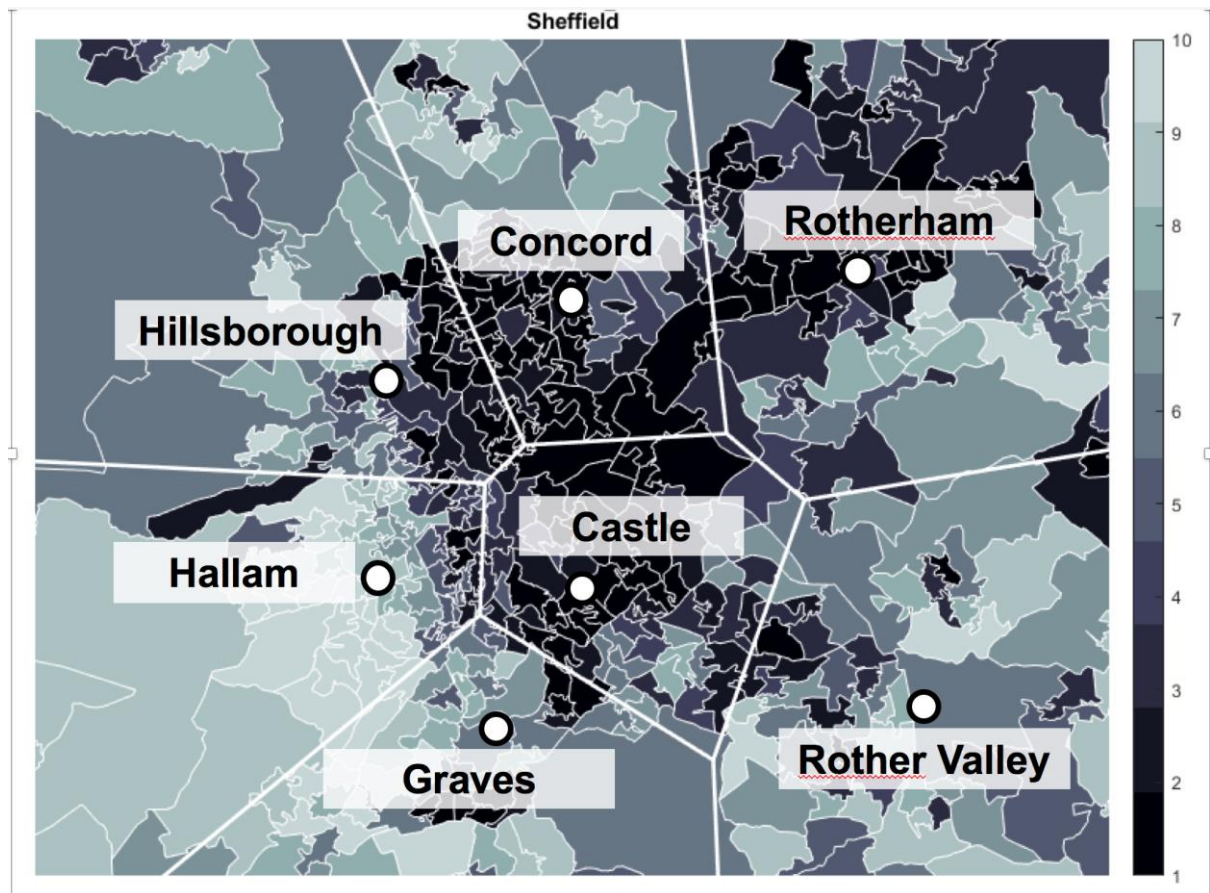 Sheffield
Concord
Rotherham
Hillsborough
Castle
Hallam
Graves
Rother Valley
10
9
8
7
6
5
4
3
2
1